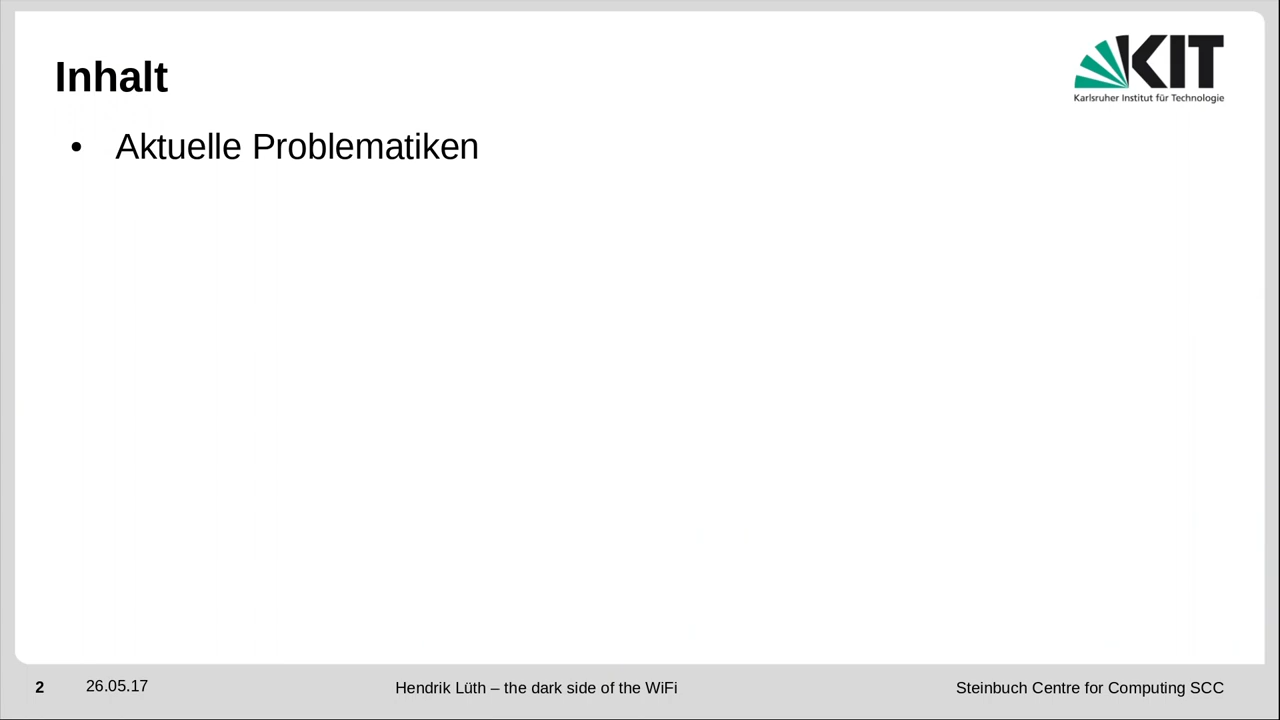 Inhalt
KIT
Karlsruher Institut für Technologie
• Aktuelle Problematiken
2 26.05.17 Hendrik Lüth – the dark side of the WiFi Steinbuch Centre for Computing SCC